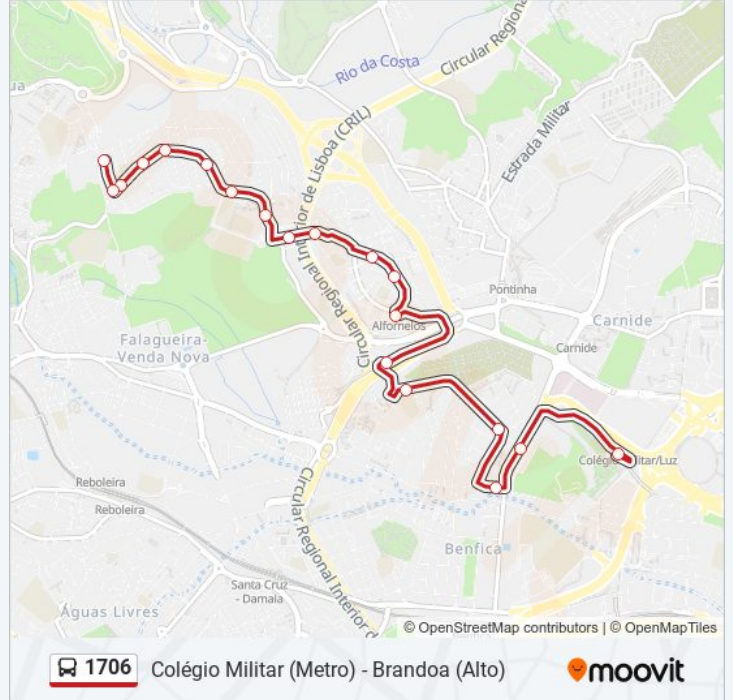 Rio da Costa
Circular Regiona
ua
Circular Regional Interior de Lisboa (CRIL)
Estrada Militar
Pontinha
Carnide
Alfornelos
Falagueira-
Venda Nova
Carnide
Colégio Militar/Luz
Reboleira
Reboleira
Circular Regional Interior d
Benfica
Santa Cruz
- Damaia
Águas Livres
© OpenStreetMap contributors | © OpenMapTiles
1706 Colégio Militar (Metro) - Brandoa (Alto)
moovit